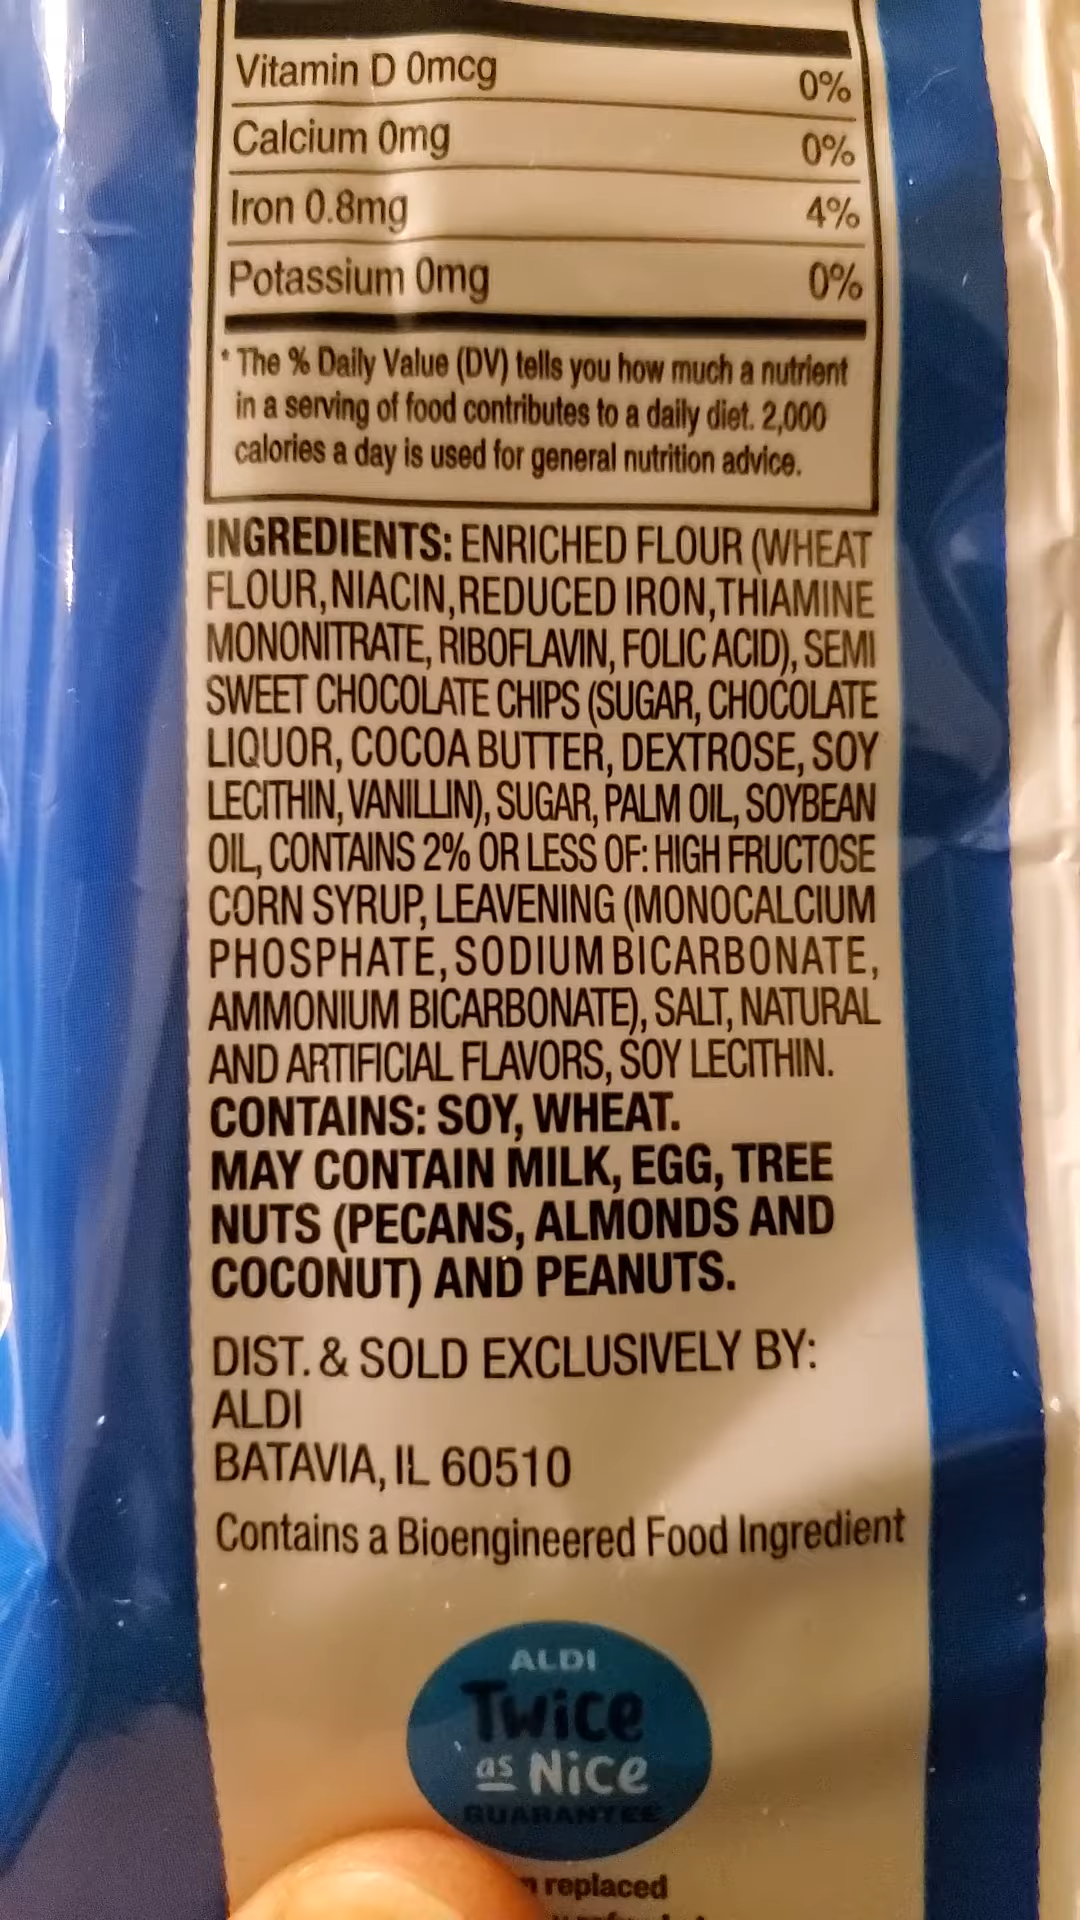 Vitamin D 0mcg 0%
Calcium 0mg 0%
Iron 0.8mg 4%
Potassium 0mg 0%
* The % Daily Value (DV) tells you how much a nutrient
in a serving of food contributes to a daily diet. 2,000
calories a day is used for general nutrition advice.
INGREDIENTS: ENRICHED FLOUR (WHEAT
FLOUR, NIACIN, REDUCED IRON, THIAMINE
MONONITRATE, RIBOFLAVIN, FOLIC ACID), SEMI
SWEET CHOCOLATE CHIPS (SUGAR, CHOCOLATE
LIQUOR, COCOA BUTTER, DEXTROSE, SOY
LECITHIN, VANILLIN), SUGAR, PALM OIL, SOYBEAN
OIL, CONTAINS 2% OR LESS OF: HIGH FRUCTOSE
CORN SYRUP, LEAVENING (MONOCALCIUM
PHOSPHATE, SODIUM BICARBONATE,
AMMONIUM BICARBONATE), SALT, NATURAL
AND ARTIFICIAL FLAVORS, SOY LECITHIN.
CONTAINS: SOY, WHEAT.
MAY CONTAIN MILK, EGG, TREE
NUTS (PECANS, ALMONDS AND
COCONUT) AND PEANUTS.
DIST. & SOLD EXCLUSIVELY BY:
ALDI
BATAVIA, IL 60510
Contains a Bioengineered Food Ingredient
ALDI
Twice
as Nice
GUARANTEE
replaced